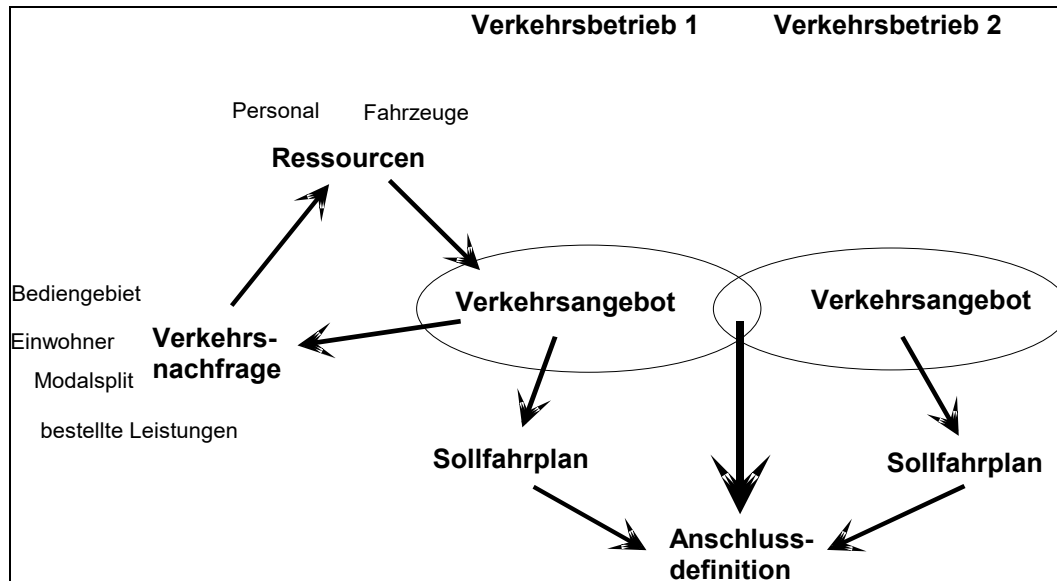 Verkehrsbetrieb 1
Verkehrsbetrieb 2
Personal
Fahrzeuge
Ressourcen
Bediengebiet
Einwohner
Modalsplit
bestellte Leistungen
Verkehrs-
nachfrage
Verkehrsangebot
Verkehrsangebot
Sollfahrplan
Sollfahrplan
Anschluss-
definition